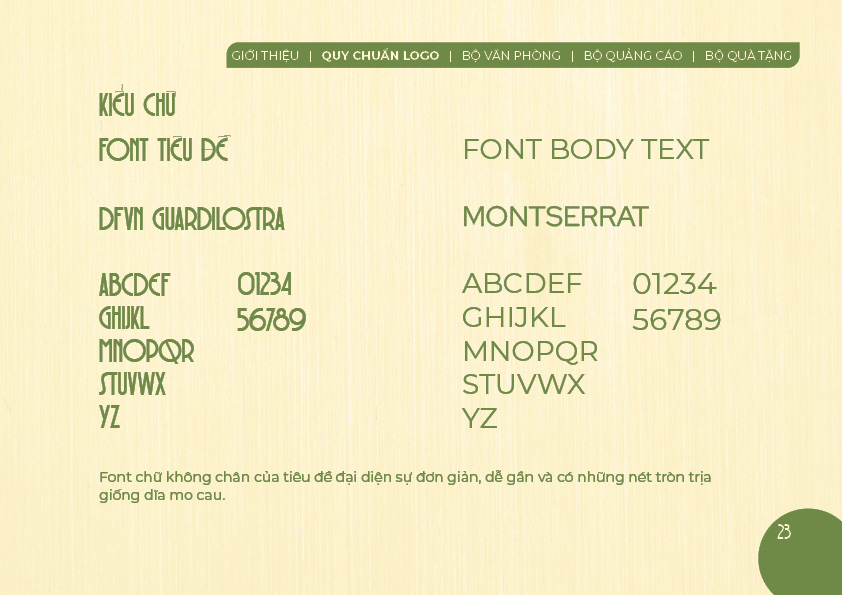 GIỚI THIỆU | QUY CHUẨN LOGO | BỘ VĂN PHÒNG | BỘ QUẢNG CÁO | BỘ QUÀ TẶNG
KIỂU CHỮ
FONT TIÊU ĐỀ
FONT BODY TEXT
DFVN GUARDILOSTRA
MONTSERRAT
ABCDEF
GHIJKL
MNOPQR
STUVWX
YZ
01234
56789
ABCDEF
GHIJKL
MNOPQR
STUVWX
YZ
01234
56789
Font chữ không chân của tiêu đề đại diện sự đơn giản, dễ gần và có những nét tròn trịa
giống dĩa mo cau.
23